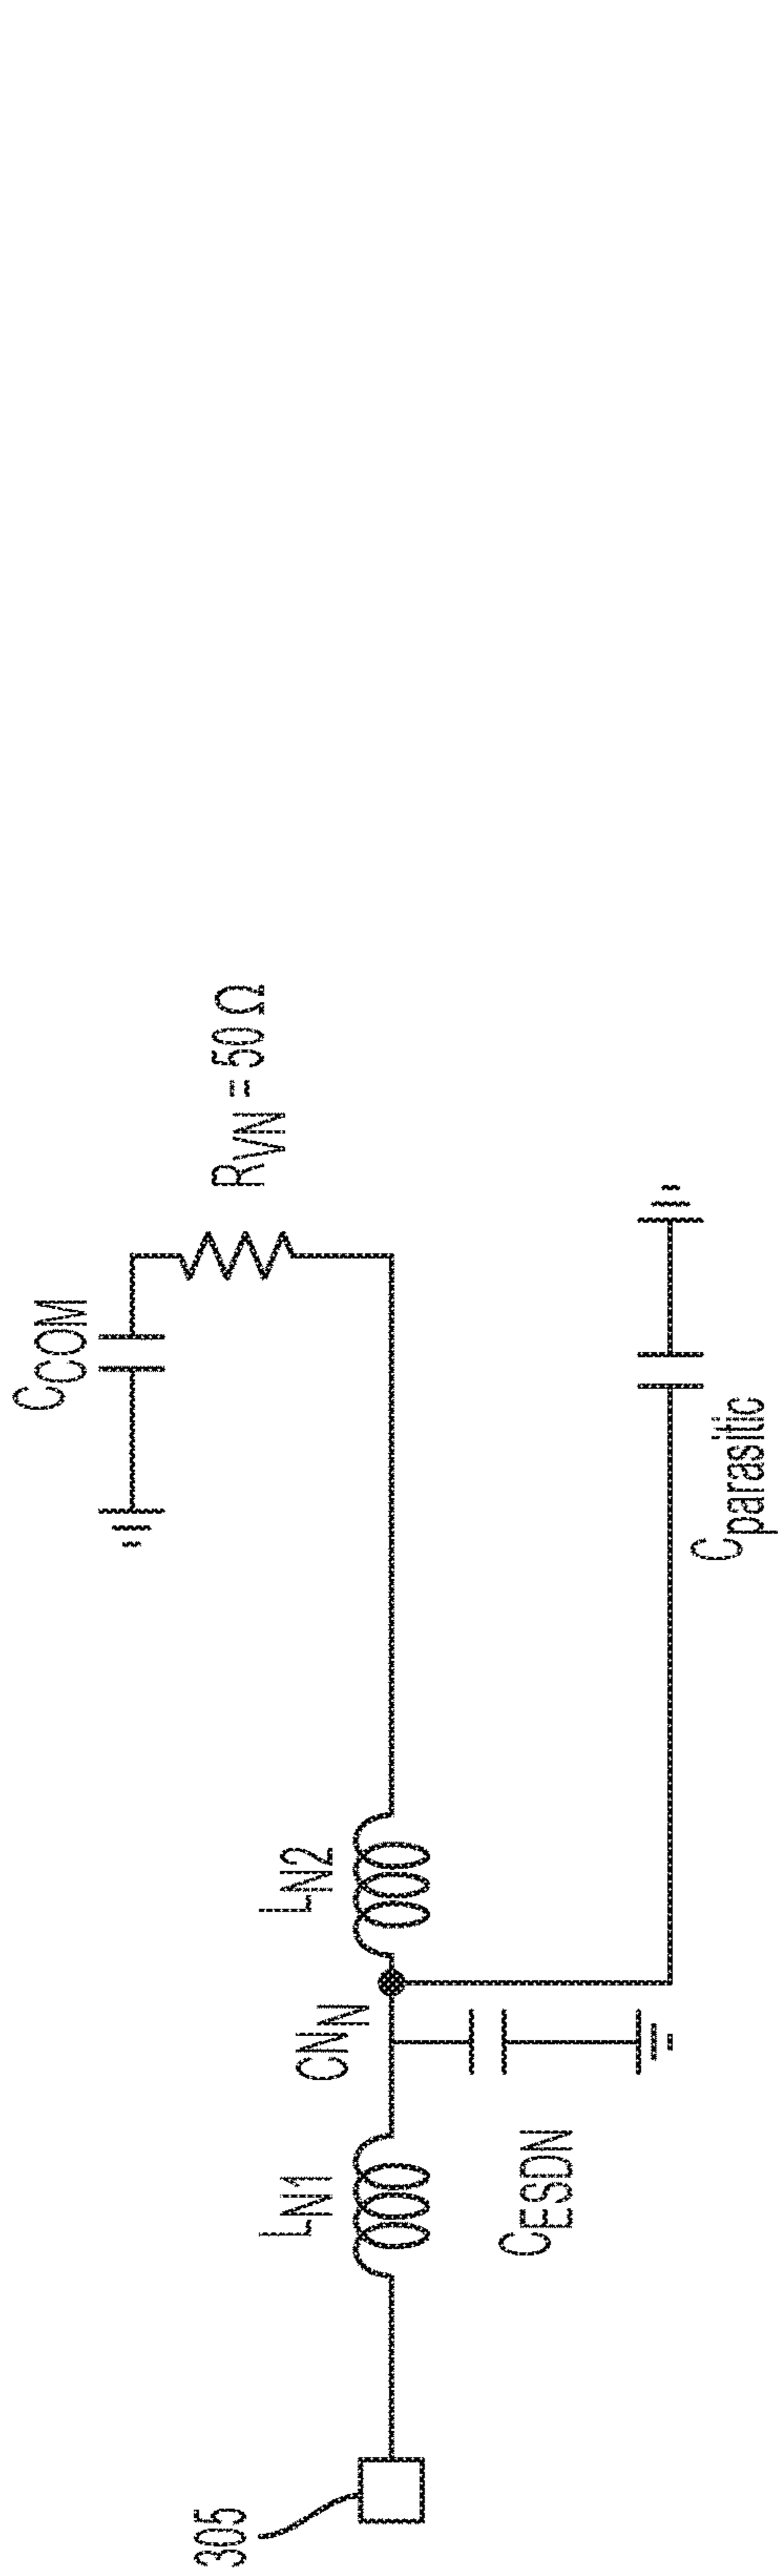 305
LN1
CESDN
CNN
LN2
CCOM
RVN = 50 Ω
Cparasitic